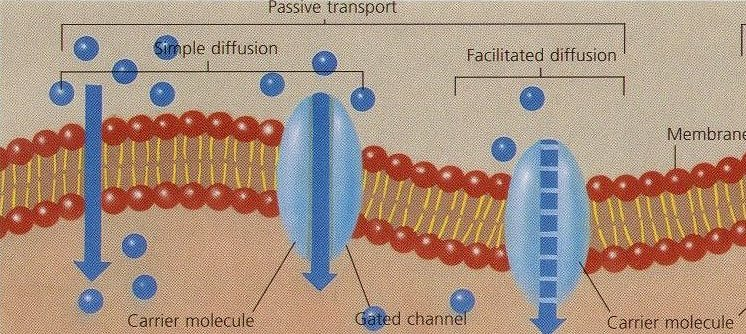 Passive transport
Simple diffusion
Facilitated diffusion
Membrane
Carrier molecule
Gated channel
Carrier molecule